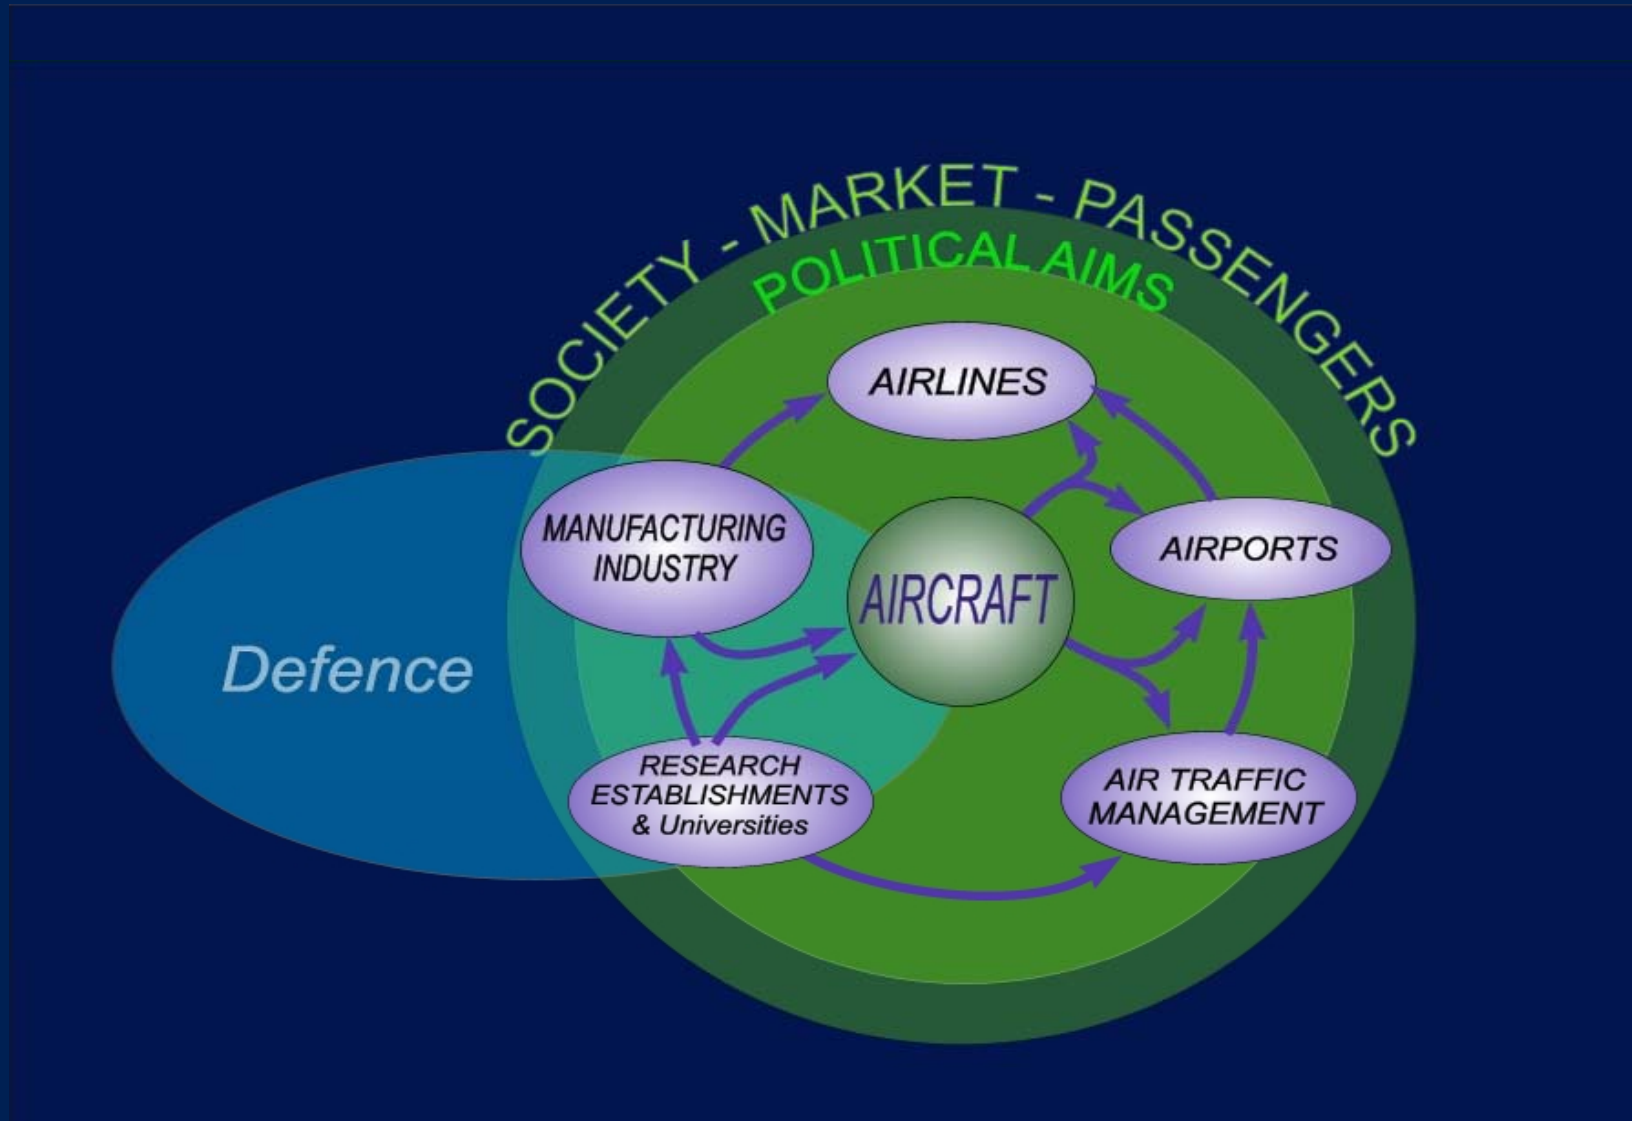 SOCIETY - MARKET - PASSENGERS
POLITICAL AIMS
AIRLINES
MANUFACTURING
INDUSTRY
AIRPORTS
AIRCRAFT
Defence
RESEARCH
ESTABLISHMENTS
& Universities
AIR TRAFFIC
MANAGEMENT